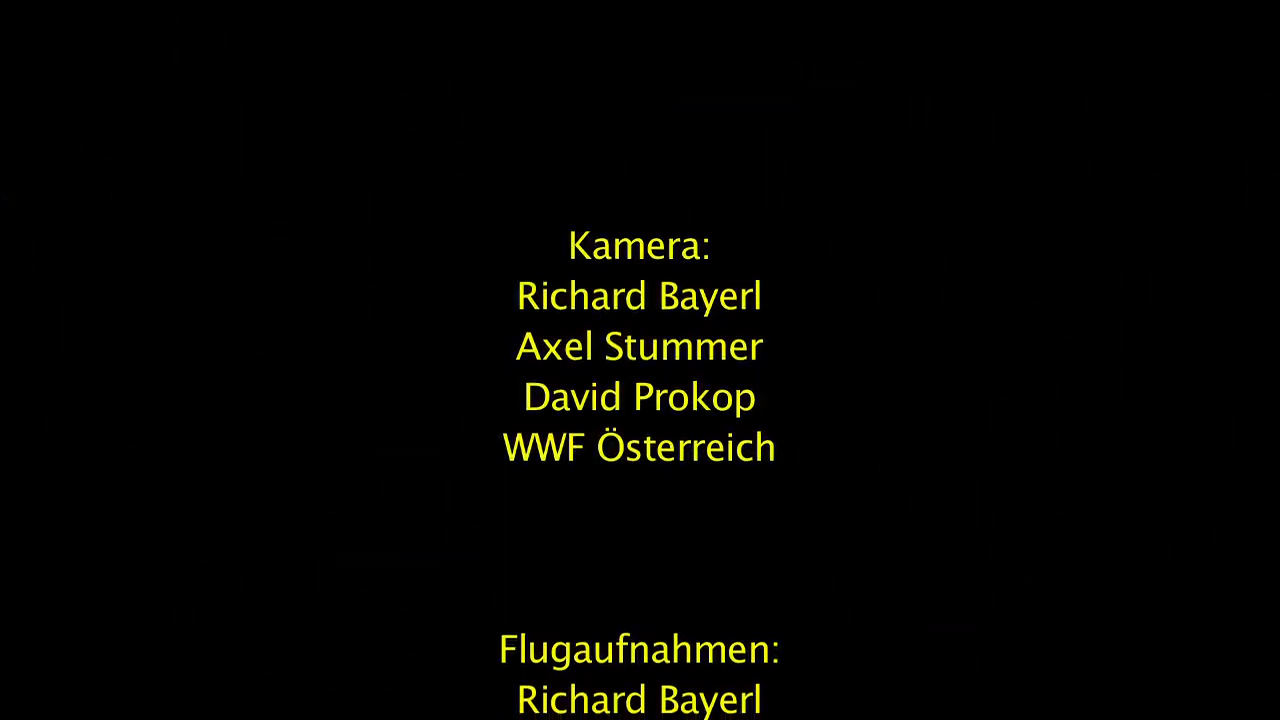 Kamera:
Richard Bayerl
Axel Stummer
David Prokop
WWF Österreich
Flugaufnahmen:
Richard Bayerl